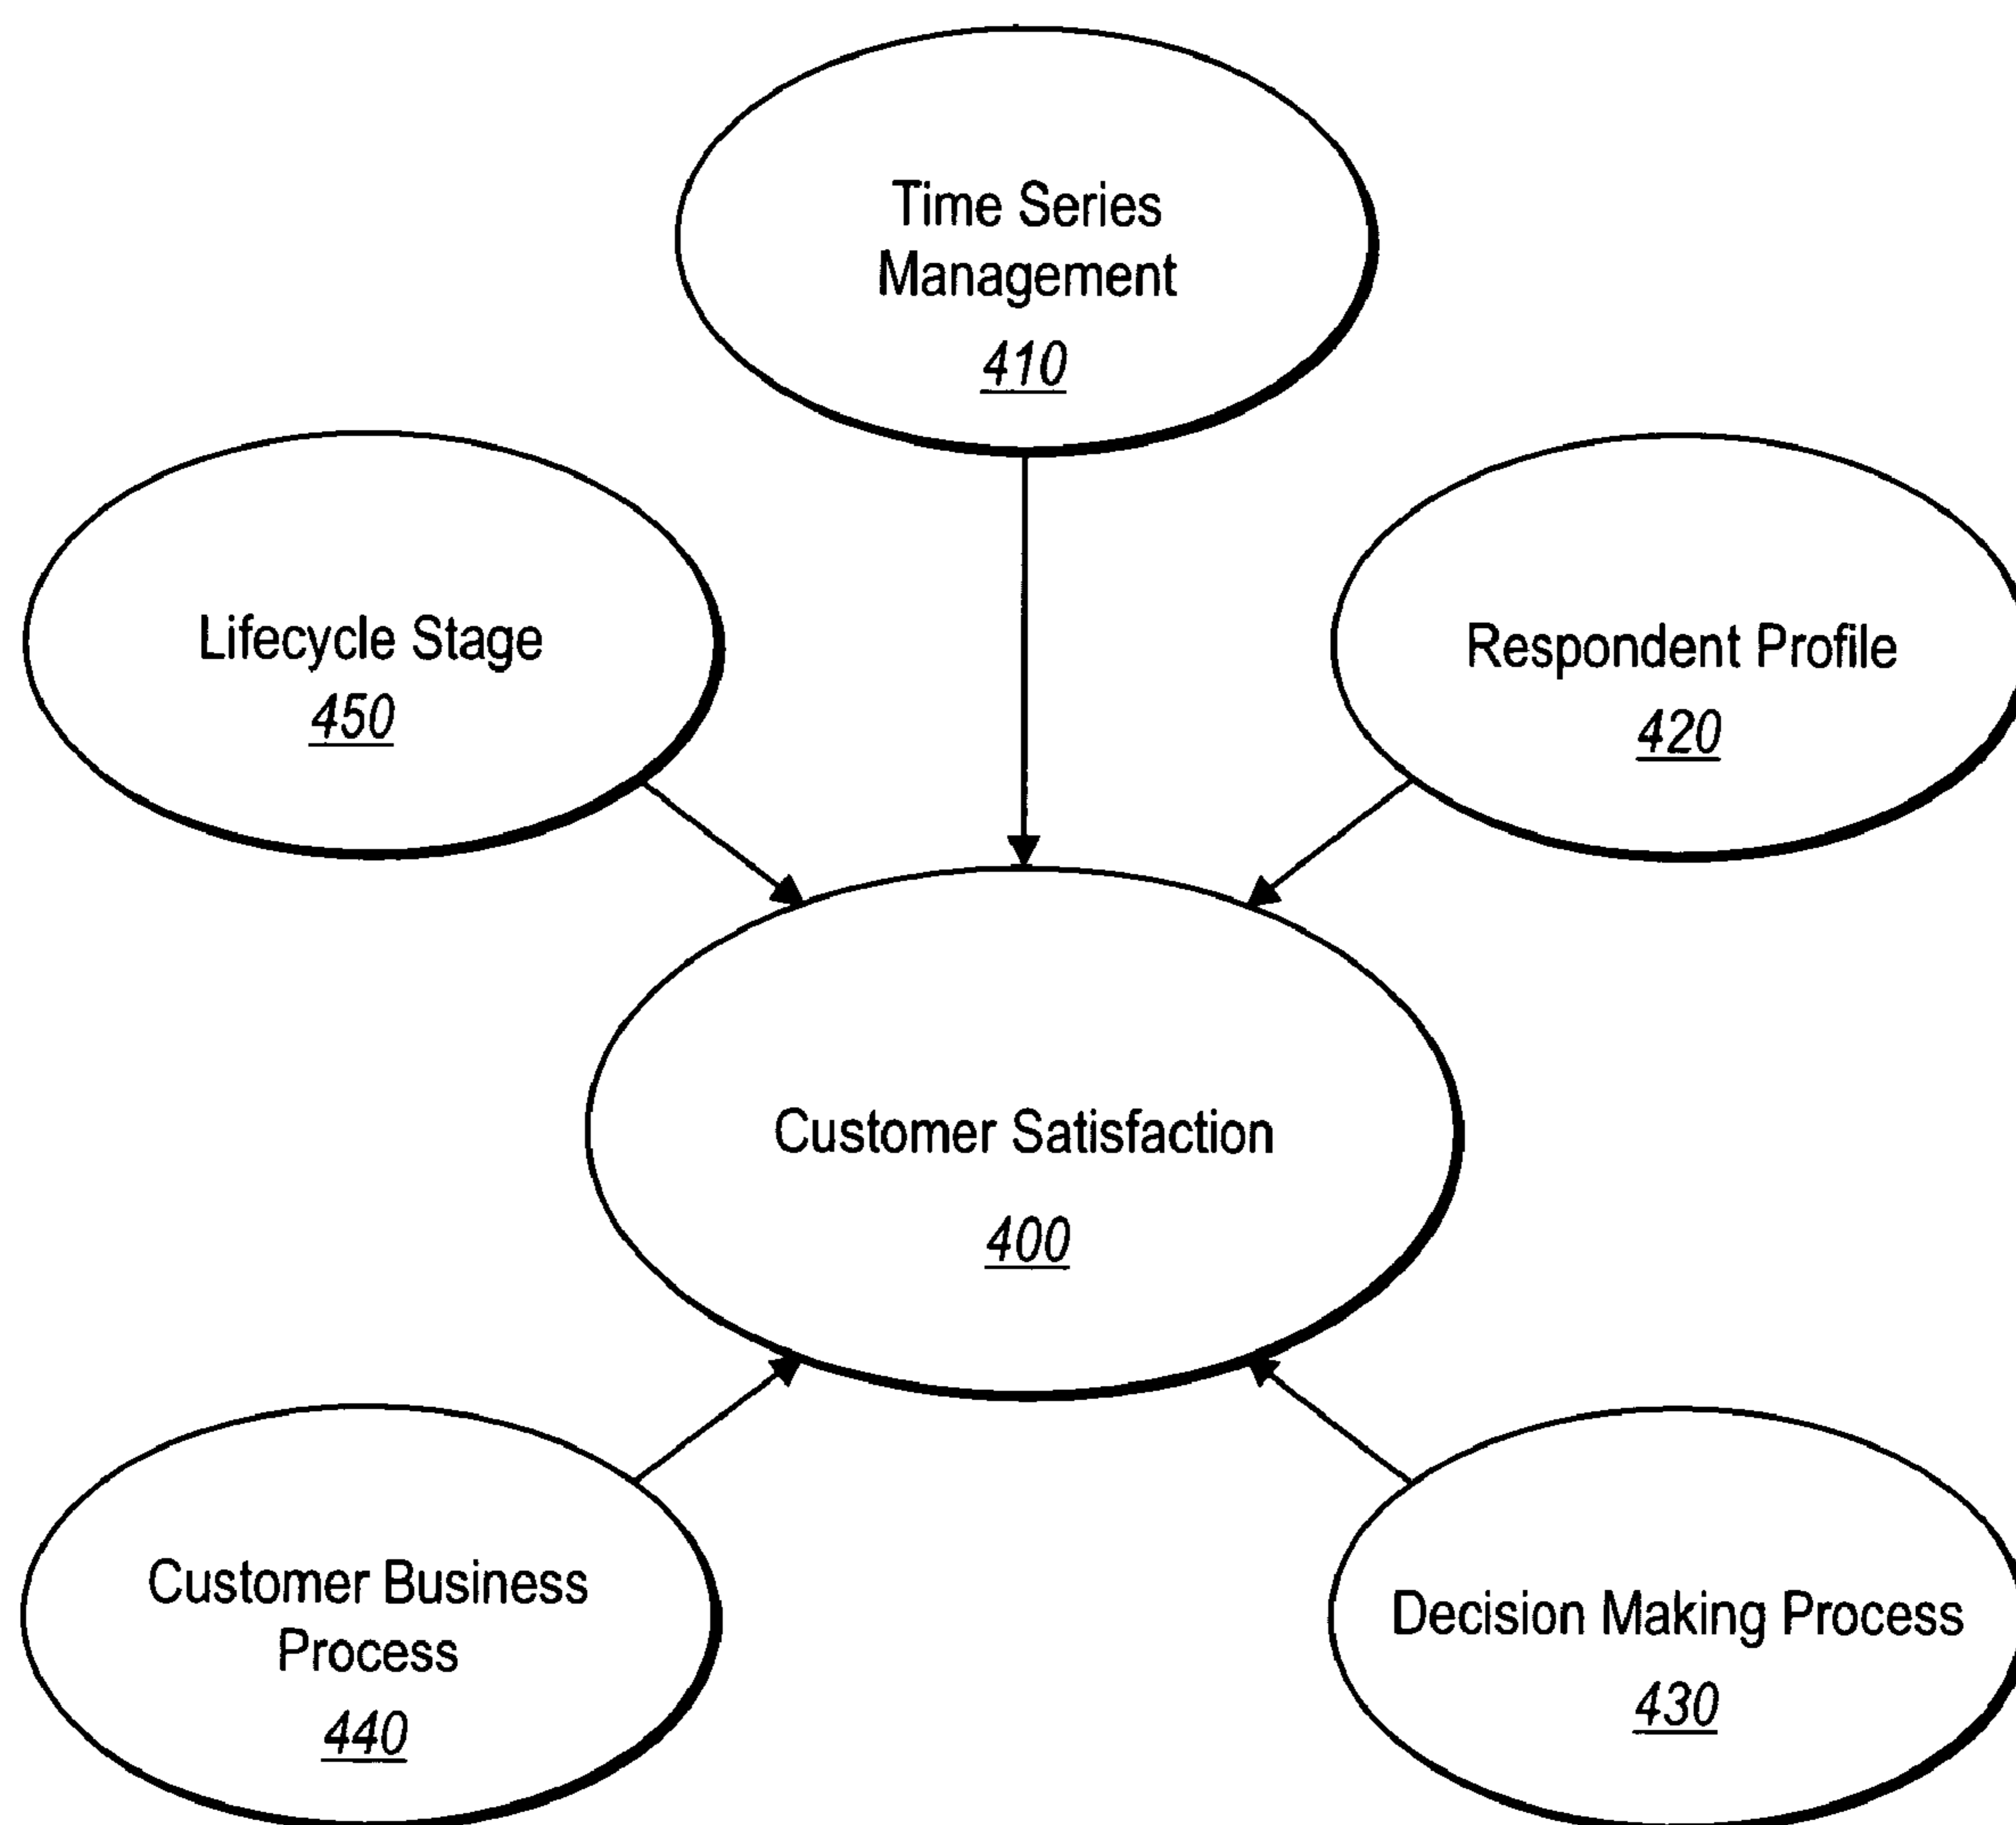 Time Series
Management
410
Lifecycle Stage
450
Respondent Profile
420
Customer Satisfaction
400
Customer Business
Process
440
Decision Making Process
430